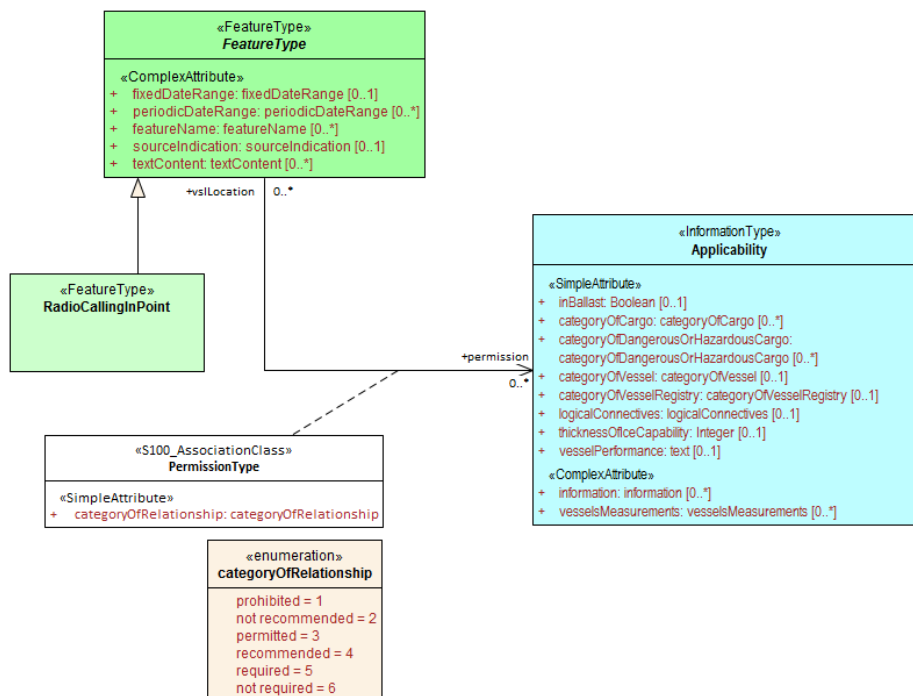 «FeatureType»
FeatureType
«ComplexAttribute»
+ fixedDateRange: fixedDateRange [0..1]
+ periodicDateRange: periodicDateRange [0..*]
+ featureName: featureName [0..*]
+ sourceIndication: sourceIndication [0..1]
+ textContent: textContent [0..*]
+vslLocation 0..*
«FeatureType»
RadioCallingInPoint
«InformationType»
Applicability
«SimpleAttribute»
+ inBallast: Boolean [0..1]
+ categoryOfCargo: categoryOfCargo [0..*]
+ categoryOfDangerousOrHazardousCargo:
categoryOfDangerousOrHazardousCargo [0..*]
+ categoryOfVessel: categoryOfVessel [0..1]
+ categoryOfVesselRegistry: categoryOfVesselRegistry [0..1]
+ logicalConnectives: logicalConnectives [0..1]
+ thicknessOfIceCapability: Integer [0..1]
+ vesselPerformance: text [0..1]
«ComplexAttribute»
+ information: information [0..*]
+ vesselsMeasurements: vesselsMeasurements [0..*]
+permission
0..*
«S100_AssociationClass»
PermissionType
«SimpleAttribute»
+ categoryOfRelationship: categoryOfRelationship
«enumeration»
categoryOfRelationship
prohibited = 1
not recommended = 2
permitted = 3
recommended = 4
required = 5
not required = 6